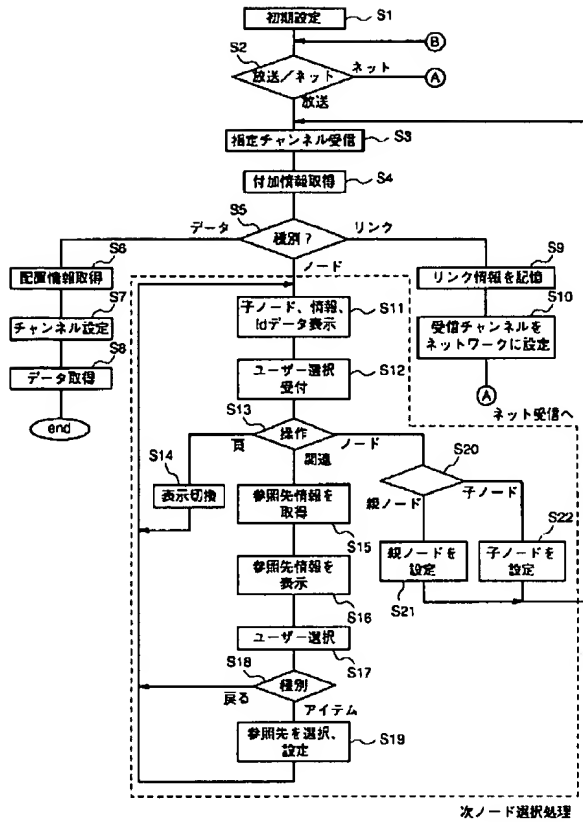 初期設定
S1
B
S2
放送／ネット
ネット
A
放送
指定チャンネル受信
S3
付加情報取得
S4
S5
種別？
データ
リンク
ノード
S6
配置情報取得
S7
チャンネル設定
S8
データ取得
end
S9
リンク情報を記憶
S10
受信チャンネルを
ネットワークに設定
A
ネット受信へ
子ノード、情報、
Idデータ表示
S11
ユーザー選択
受付
S12
S13
操作
頁
ノード
関連
S14
表示切換
参照先情報を
取得
S15
参照先情報を
表示
S16
ユーザー選択
S17
S18
種別
戻る
アイテム
参照先を選択、
設定
S19
S20
親ノード
子ノード
親ノードを
設定
S21
子ノードを
設定
S22
次ノード選択処理